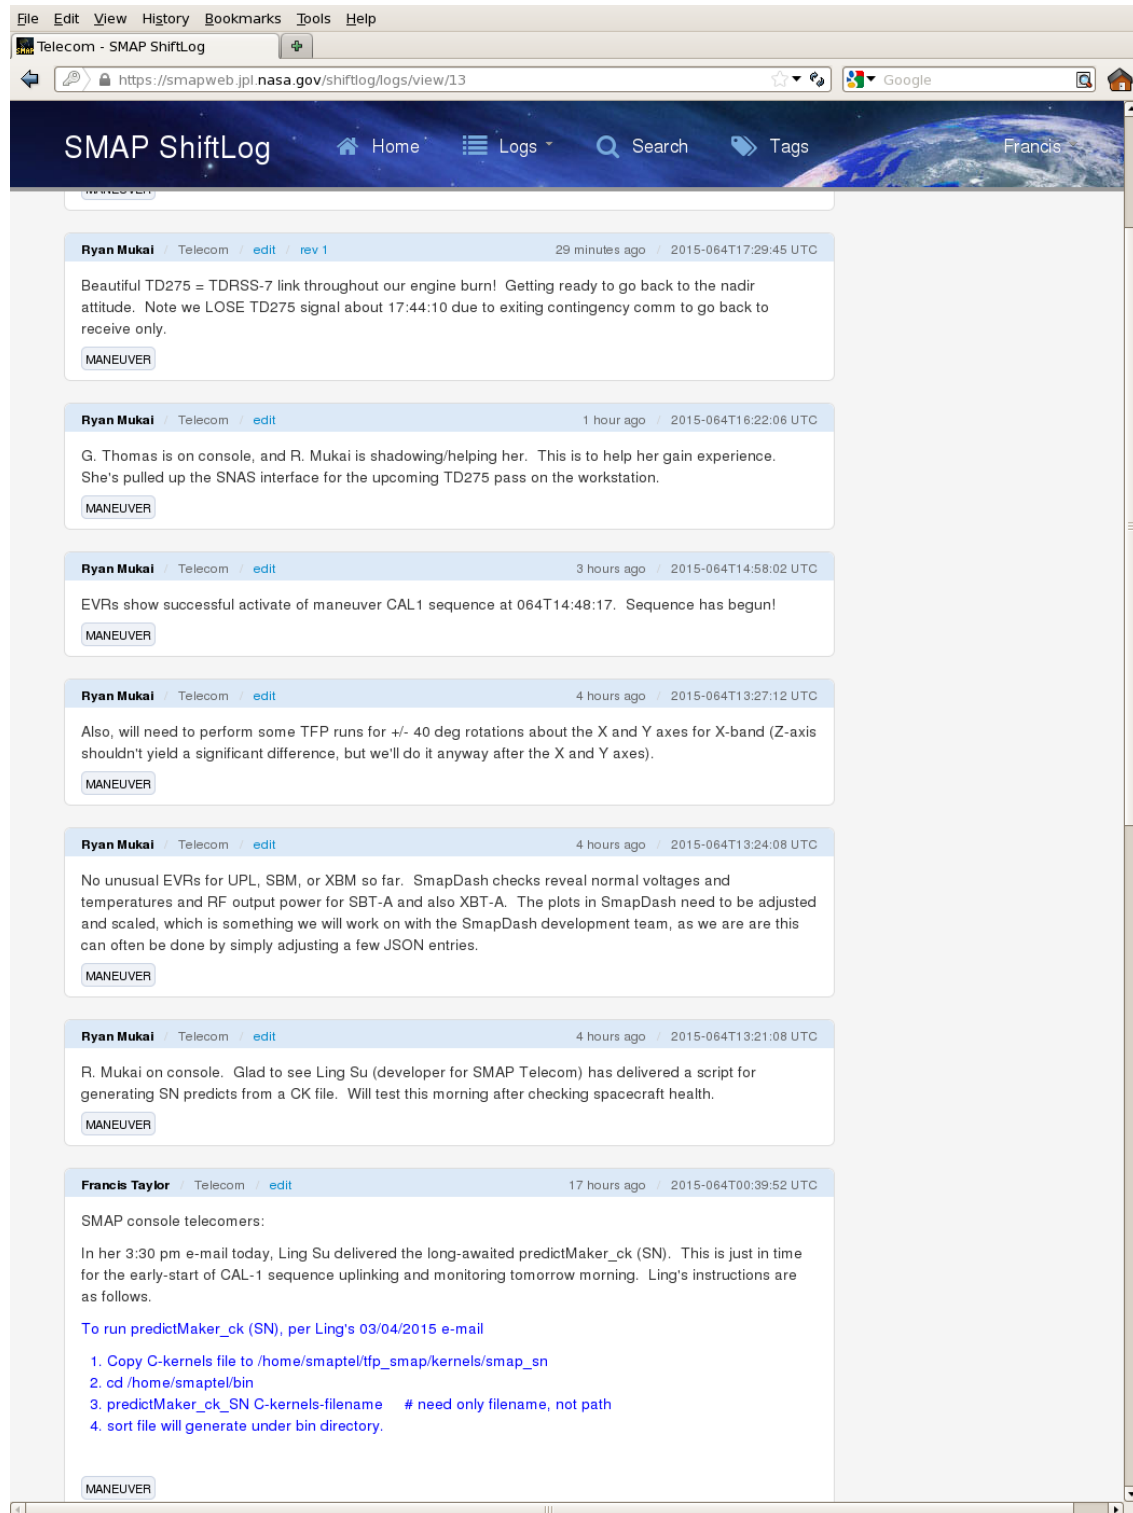 File Edit View History Bookmarks Tools Help
Telecom - SMAP ShiftLog
https://smapweb.jpl.nasa.gov/shiftlog/logs/view/13
Google
SMAP ShiftLog Home Logs Search Tags Francis
MANEUVER
Ryan Mukai / Telecom / edit / rev 1 29 minutes ago / 2015-064T17:29:45 UTC
Beautiful TD275 = TDRSS-7 link throughout our engine burn! Getting ready to go back to the nadir
attitude. Note we LOSE TD275 signal about 17:44:10 due to exiting contingency comm to go back to
receive only.
MANEUVER
Ryan Mukai / Telecom / edit 1 hour ago / 2015-064T16:22:06 UTC
G. Thomas is on console, and R. Mukai is shadowing/helping her. This is to help her gain experience.
She's pulled up the SNAS interface for the upcoming TD275 pass on the workstation.
MANEUVER
Ryan Mukai / Telecom / edit 3 hours ago / 2015-064T14:58:02 UTC
EVRs show successful activate of maneuver CAL1 sequence at 064T14:48:17. Sequence has begun!
MANEUVER
Ryan Mukai / Telecom / edit 4 hours ago / 2015-064T13:27:12 UTC
Also, will need to perform some TFP runs for +/- 40 deg rotations about the X and Y axes for X-band (Z-axis
shouldn't yield a significant difference, but we'll do it anyway after the X and Y axes).
MANEUVER
Ryan Mukai / Telecom / edit 4 hours ago / 2015-064T13:24:08 UTC
No unusual EVRs for UPL, SBM, or XBM so far. SmapDash checks reveal normal voltages and
temperatures and RF output power for SBT-A and also XBT-A. The plots in SmapDash need to be adjusted
and scaled, which is something we will work on with the SmapDash development team, as we are are this
can often be done by simply adjusting a few JSON entries.
MANEUVER
Ryan Mukai / Telecom / edit 4 hours ago / 2015-064T13:21:08 UTC
R. Mukai on console. Glad to see Ling Su (developer for SMAP Telecom) has delivered a script for
generating SN predicts from a CK file. Will test this morning after checking spacecraft health.
MANEUVER
Francis Taylor / Telecom / edit 17 hours ago / 2015-064T00:39:52 UTC
SMAP console telecomers:
In her 3:30 pm e-mail today, Ling Su delivered the long-awaited predictMaker_ck (SN). This is just in time
for the early-start of CAL-1 sequence uplinking and monitoring tomorrow morning. Ling's instructions are
as follows.
To run predictMaker_ck (SN), per Ling's 03/04/2015 e-mail
1. Copy C-kernels file to /home/smaptel/tfp_smap/kernels/smap_sn
2. cd /home/smaptel/bin
3. predictMaker_ck_SN C-kernels-filename # need only filename, not path
4. sort file will generate under bin directory.
MANEUVER